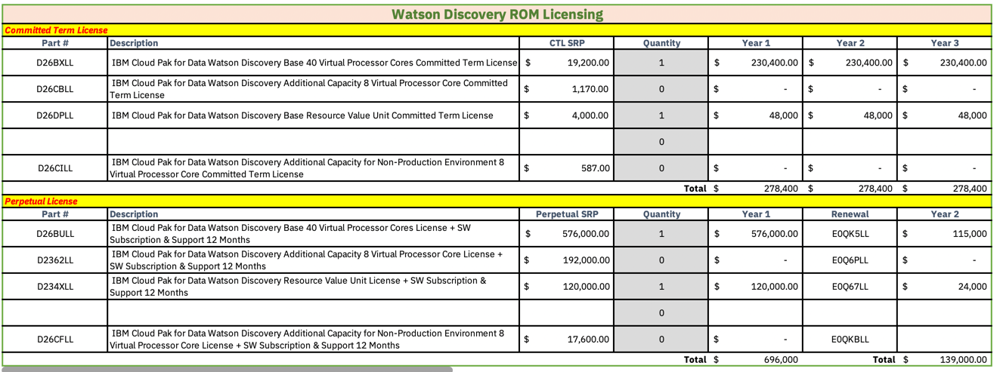 Watson Discovery ROM Licensing
Committed Term License
Part # Description CTL SRP Quantity Year 1 Year 2 Year 3
D26BXLL IBM Cloud Pak for Data Watson Discovery Base 40 Virtual Processor Cores Committed Term License $ 19,200.00 1 $ 230,400.00 $ 230,400.00 $ 230,400.00
D26CBLL IBM Cloud Pak for Data Watson Discovery Additional Capacity 8 Virtual Processor Core Committed
Term License $ 1,170.00 0 $ - $ - $ -
D26DPLL IBM Cloud Pak for Data Watson Discovery Base Resource Value Unit Committed Term License $ 4,000.00 1 $ 48,000 $ 48,000 $ 48,000
0
D26CILL IBM Cloud Pak for Data Watson Discovery Additional Capacity for Non-Production Environment 8
Virtual Processor Core Committed Term License $ 587.00 0 $ - $ - $ -
Total $ 278,400 $ 278,400 $ 278,400
Perpetual License
Part # Description Perpetual SRP Quantity Year 1 Renewal Year 2
D26BULL IBM Cloud Pak for Data Watson Discovery Base 40 Virtual Processor Cores License + SW
Subscription & Support 12 Months $ 576,000.00 1 $ 576,000.00 E0QK5LL $ 115,000
D2362LL IBM Cloud Pak for Data Watson Discovery Additional Capacity 8 Virtual Processor Core License +
SW Subscription & Support 12 Months $ 192,000.00 0 $ - E0Q6PLL $ -
D234XLL IBM Cloud Pak for Data Watson Discovery Resource Value Unit License + SW Subscription &
Support 12 Months $ 120,000.00 1 $ 120,000.00 E0Q67LL $ 24,000
0
D26CFLL IBM Cloud Pak for Data Watson Discovery Additional Capacity for Non-Production Environment 8
Virtual Processor Core License + SW Subscription & Support 12 Months $ 17,600.00 0 $ - E0QKBLL
Total $ 696,000 Total $ 139,000.00